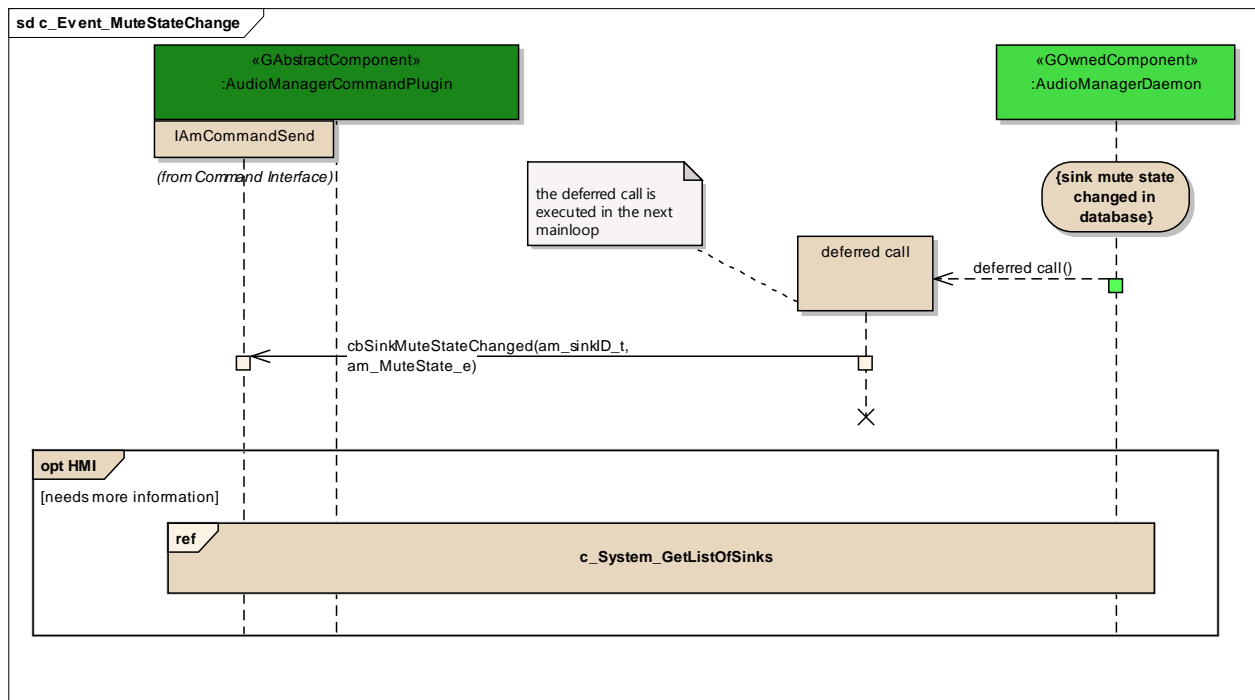 sd c_Event_MuteStateChange
«GAbstractComponent»
:AudioManagerCommandPlugin
«GOwnedComponent»
:AudioManagerDaemon
IAmCommandSend
(from Command Interface)
{sink mute state
changed in
database}
the deferred call is
executed in the next
mainloop
deferred call
deferred call()
cbSinkMuteStateChanged(am_sinkID_t,
am_MuteState_e)
opt HMI
[needs more information]
ref
c_System_GetListOfSinks